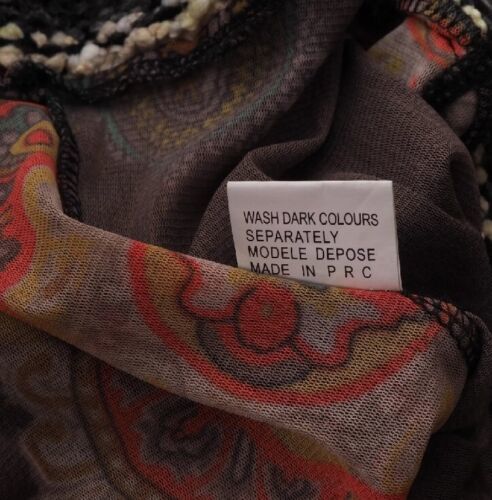 WASH DARK COLOURS
SEPARATELY
MODELE DEPOSE
MADE IN P R C